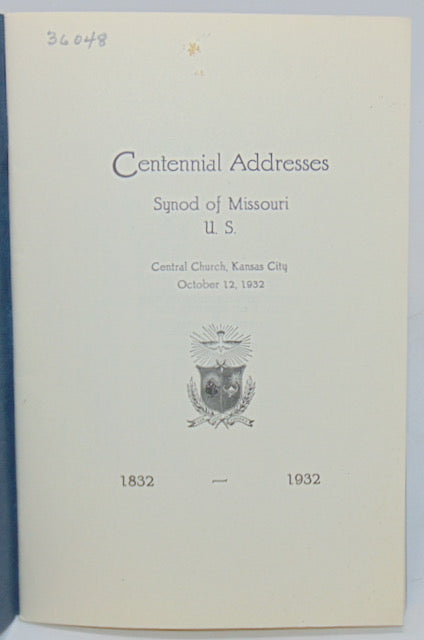 36048
Centennial Addresses
Synod of Missouri
U. S.
Central Church, Kansas City
October 12, 1932
1832 — 1932